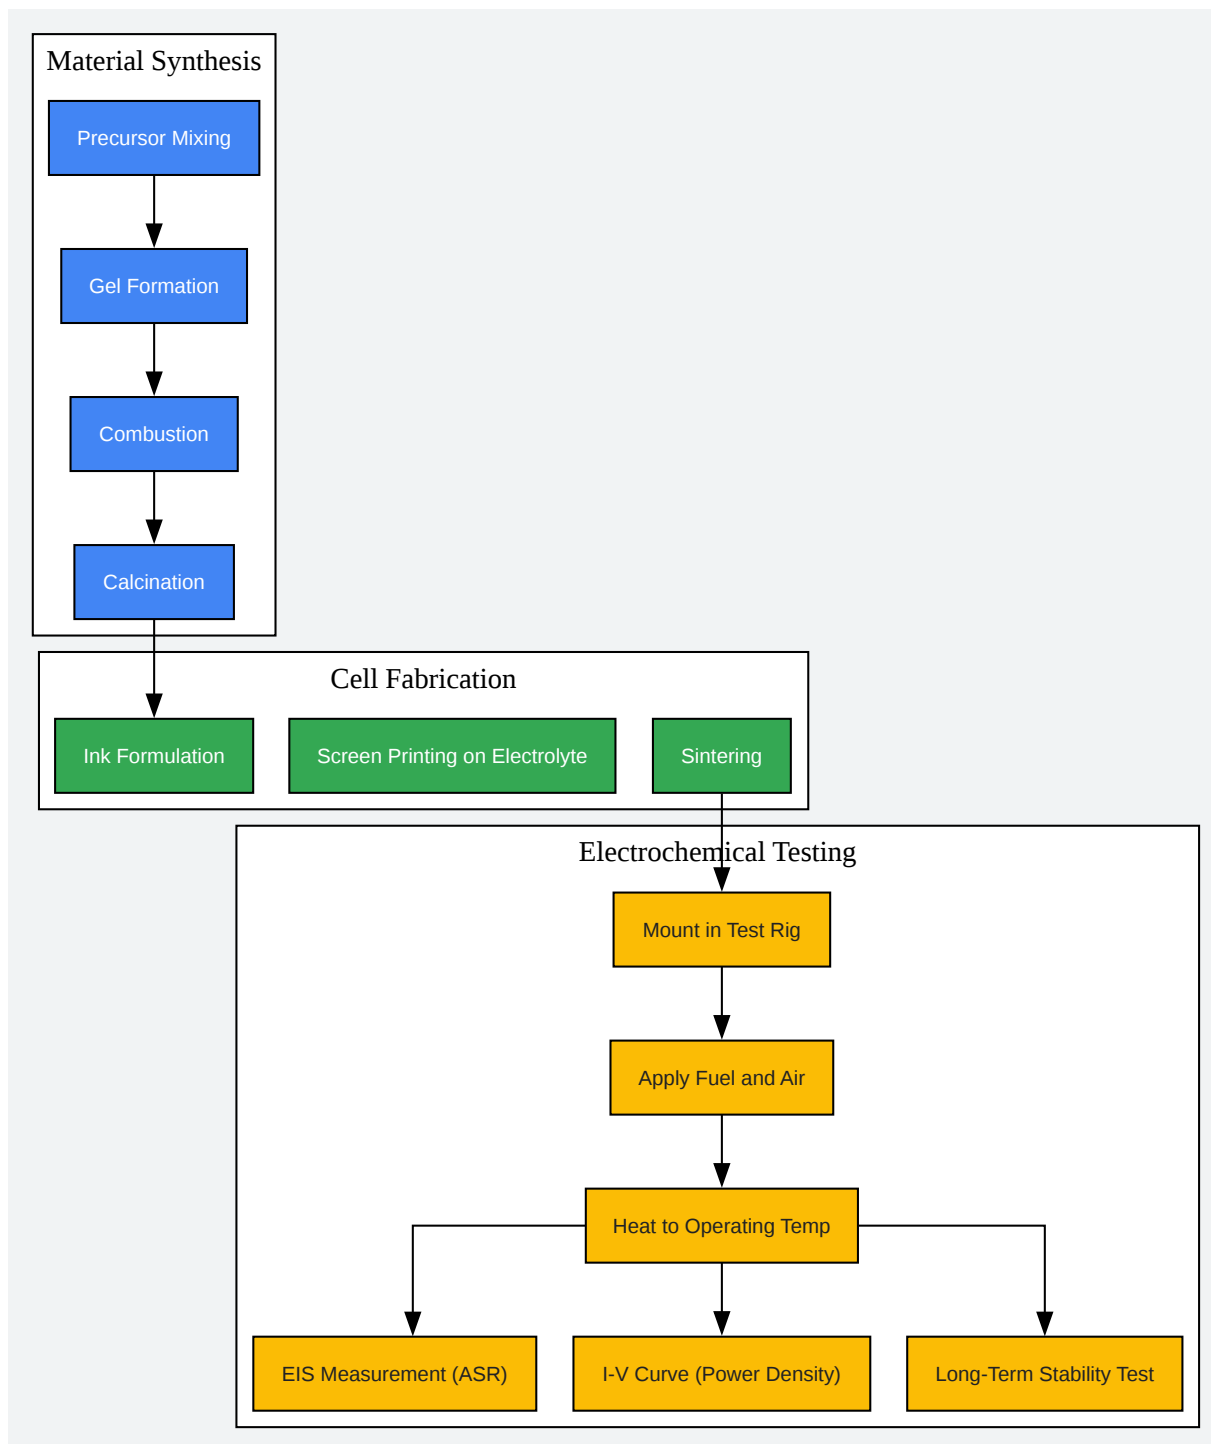 Material Synthesis
Precursor Mixing
Gel Formation
Combustion
Calcination
Cell Fabrication
Ink Formulation
Screen Printing on Electrolyte
Sintering
Electrochemical Testing
Mount in Test Rig
Apply Fuel and Air
Heat to Operating Temp
EIS Measurement (ASR)
I-V Curve (Power Density)
Long-Term Stability Test